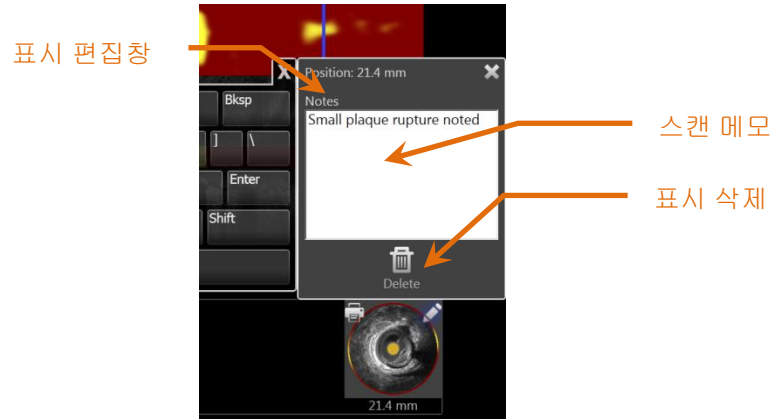 표시 편집창
X
Position: 21.4 mm
Notes
Small plaque rupture noted
Bksp
] \
Enter
Shift
스캔 메모
표시 삭제
Delete
21.4 mm